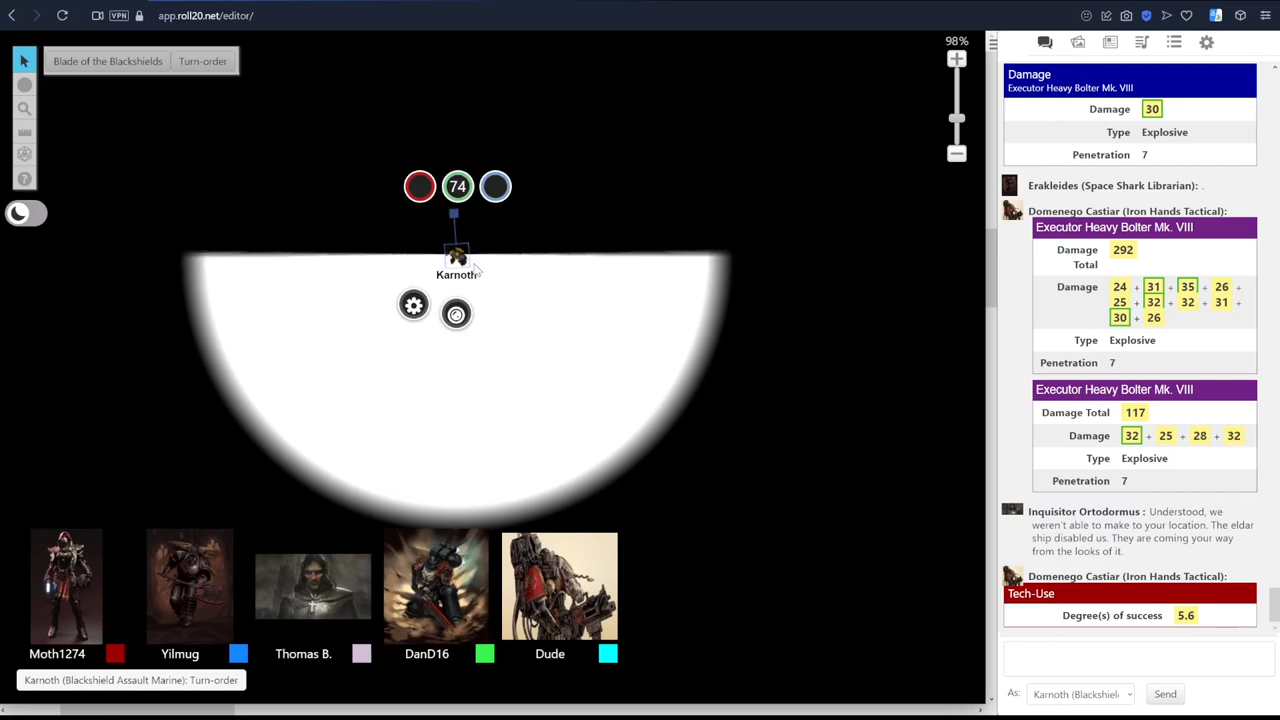 VPN
app.roll20.net/editor/
Blade of the Blackshields
Turn-order
98%
74
Karnoth
Moth1274
Yilmug
Thomas B.
DanD16
Dude
Karnoth (Blackshield Assault Marine): Turn-order
Damage
Executor Heavy Bolter Mk. VIII
Damage 30
Type Explosive
Penetration 7
Erakleides (Space Shark Librarian): .
Domenego Castiar (Iron Hands Tactical):
Executor Heavy Bolter Mk. VIII
Damage 292
Total
Damage 24 + 31 + 35 + 26 +
25 + 32 + 32 + 31 +
30 + 26
Type Explosive
Penetration 7
Executor Heavy Bolter Mk. VIII
Damage Total 117
Damage 32 + 25 + 28 + 32
Type Explosive
Penetration 7
Inquisitor Ortodormus : Understood, we
weren't able to make to your location. The eldar
ship disabled us. They are coming your way
from the looks of it.
Domenego Castiar (Iron Hands Tactical):
Tech-Use
Degree(s) of success 5.6
As:
Karnoth (Blackshiel
Send